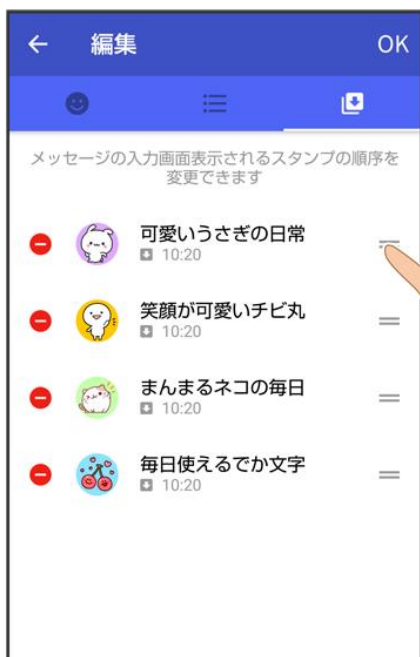 編集
OK
メッセージの入力画面表示されるスタンプの順序を
変更できます
可愛いうさぎの日常
10:20
笑顔が可愛いチビ丸
10:20
まんまるネコの毎日
10:20
毎日使えるでか文字
10:20